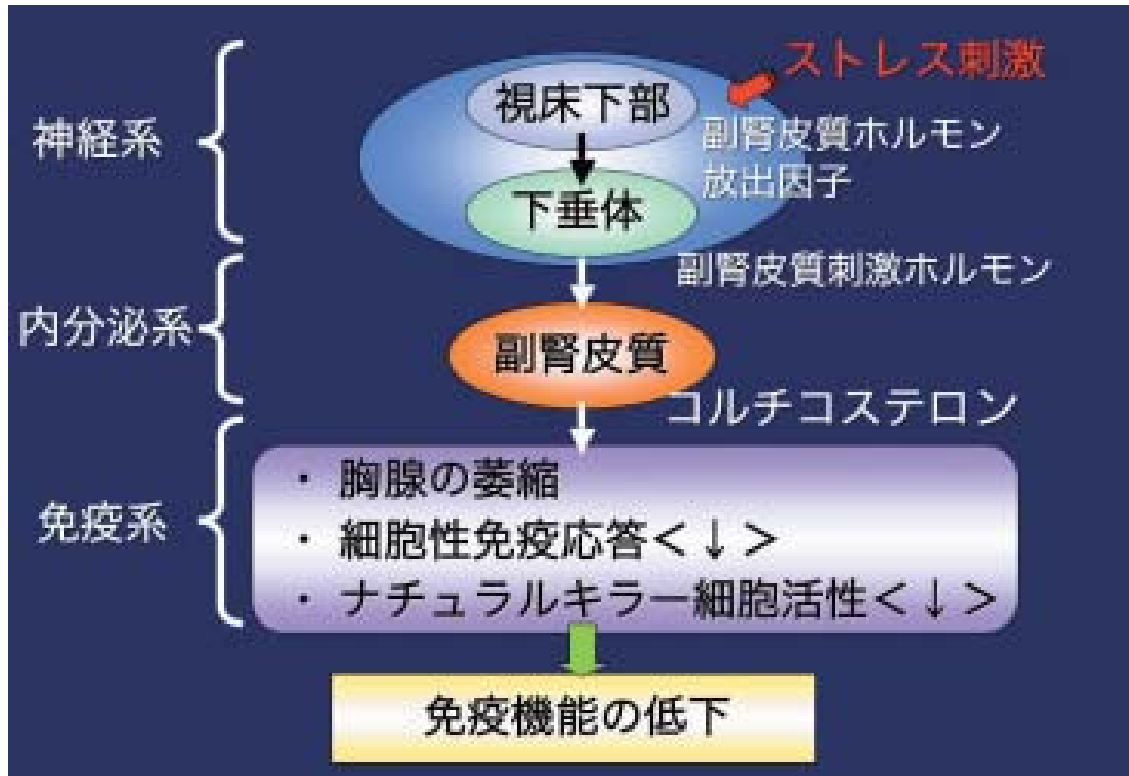 ストレス刺激
視床下部
神経系
副腎皮質ホルモン
放出因子
下垂体
副腎皮質刺激ホルモン
内分泌系
副腎皮質
コルチコステロン
免疫系
・ 胸腺の萎縮
・ 細胞性免疫応答＜↓＞
・ ナチュラルキラー細胞活性＜↓＞
免疫機能の低下